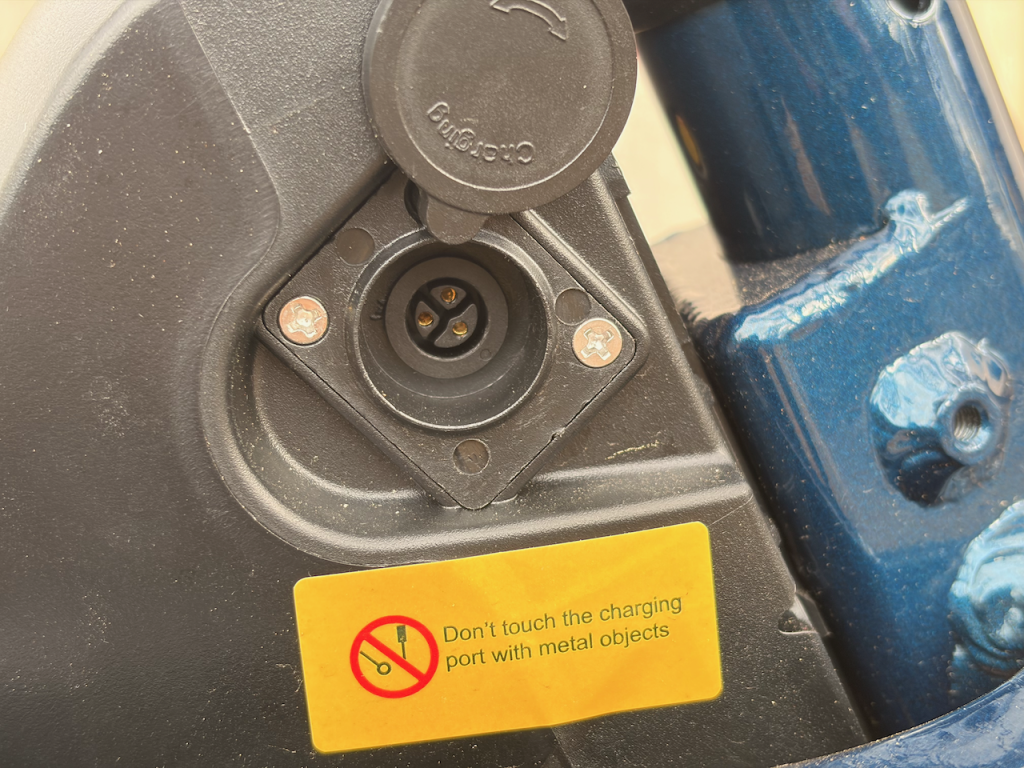 Charging
Don't touch the charging
port with metal objects